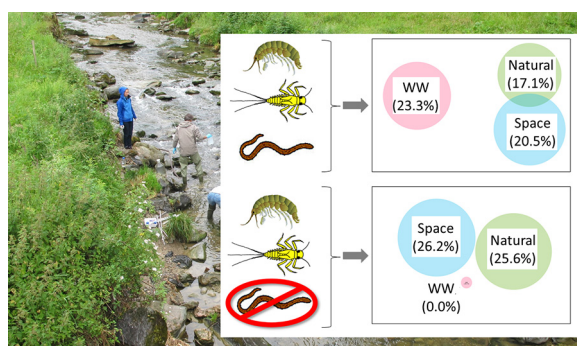 WW
(23.3%)
Natural
(17.1%)
Space
(20.5%)
Space
(26.2%)
Natural
(25.6%)
WW
(0.0%)